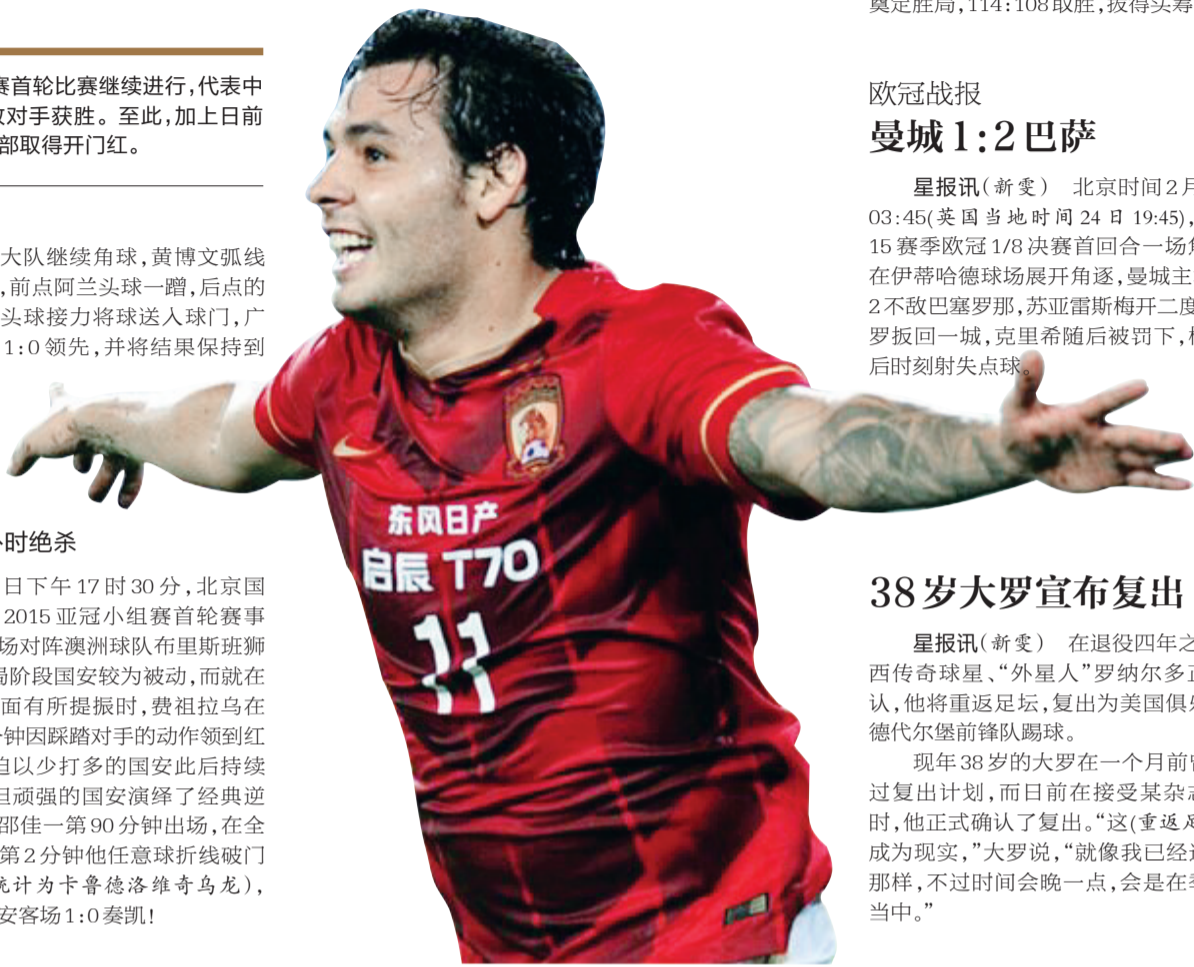 赛首轮比赛继续进行，代表中
对手获胜。至此，加上日前
部取得开门红。
大队继续角球，黄博文弧线
，前点阿兰头球一蹭，后点的
头球接力将球送入球门，广
1:0领先，并将结果保持到
时绝杀
日下午17时30分，北京国
2015亚冠小组赛首轮赛事
场对阵澳洲球队布里斯班狮
局阶段国安较为被动，而就在
面有所提振时，费祖拉乌在
钟因踩踏对手的动作领到红
以少打多的国安此后持续
但顽强的国安演绎了经典逆
邵佳一第90分钟出场，在全
第2分钟他任意球折线破门
统计为卡鲁德洛维奇乌龙），
安客场1:0奏凯！
东风日产
启辰 T70
11
奠定胜局，114:108取胜，拔得头筹
欧冠战报
曼城1:2巴萨
星报讯（新雯） 北京时间2月
03:45(英国当地时间24日19:45)，
15赛季欧冠1/8决赛首回合一场
在伊蒂哈德球场展开角逐，曼城主
2不敌巴塞罗那，苏亚雷斯梅开二度
罗扳回一城，克里希随后被罚下，
后时刻射失点球。
38岁大罗宣布复出
星报讯（新雯） 在退役四年之
西传奇球星、“外星人”罗纳尔多正
认，他将重返足坛，复出为美国俱
德代尔堡前锋队踢球。
现年38岁的大罗在一个月前曾
过复出计划，而日前在接受某杂志
时，他正式确认了复出。“这(重返足
成为现实，”大罗说，“就像我已经
那样，不过时间会晚一点，会是在
当中。”